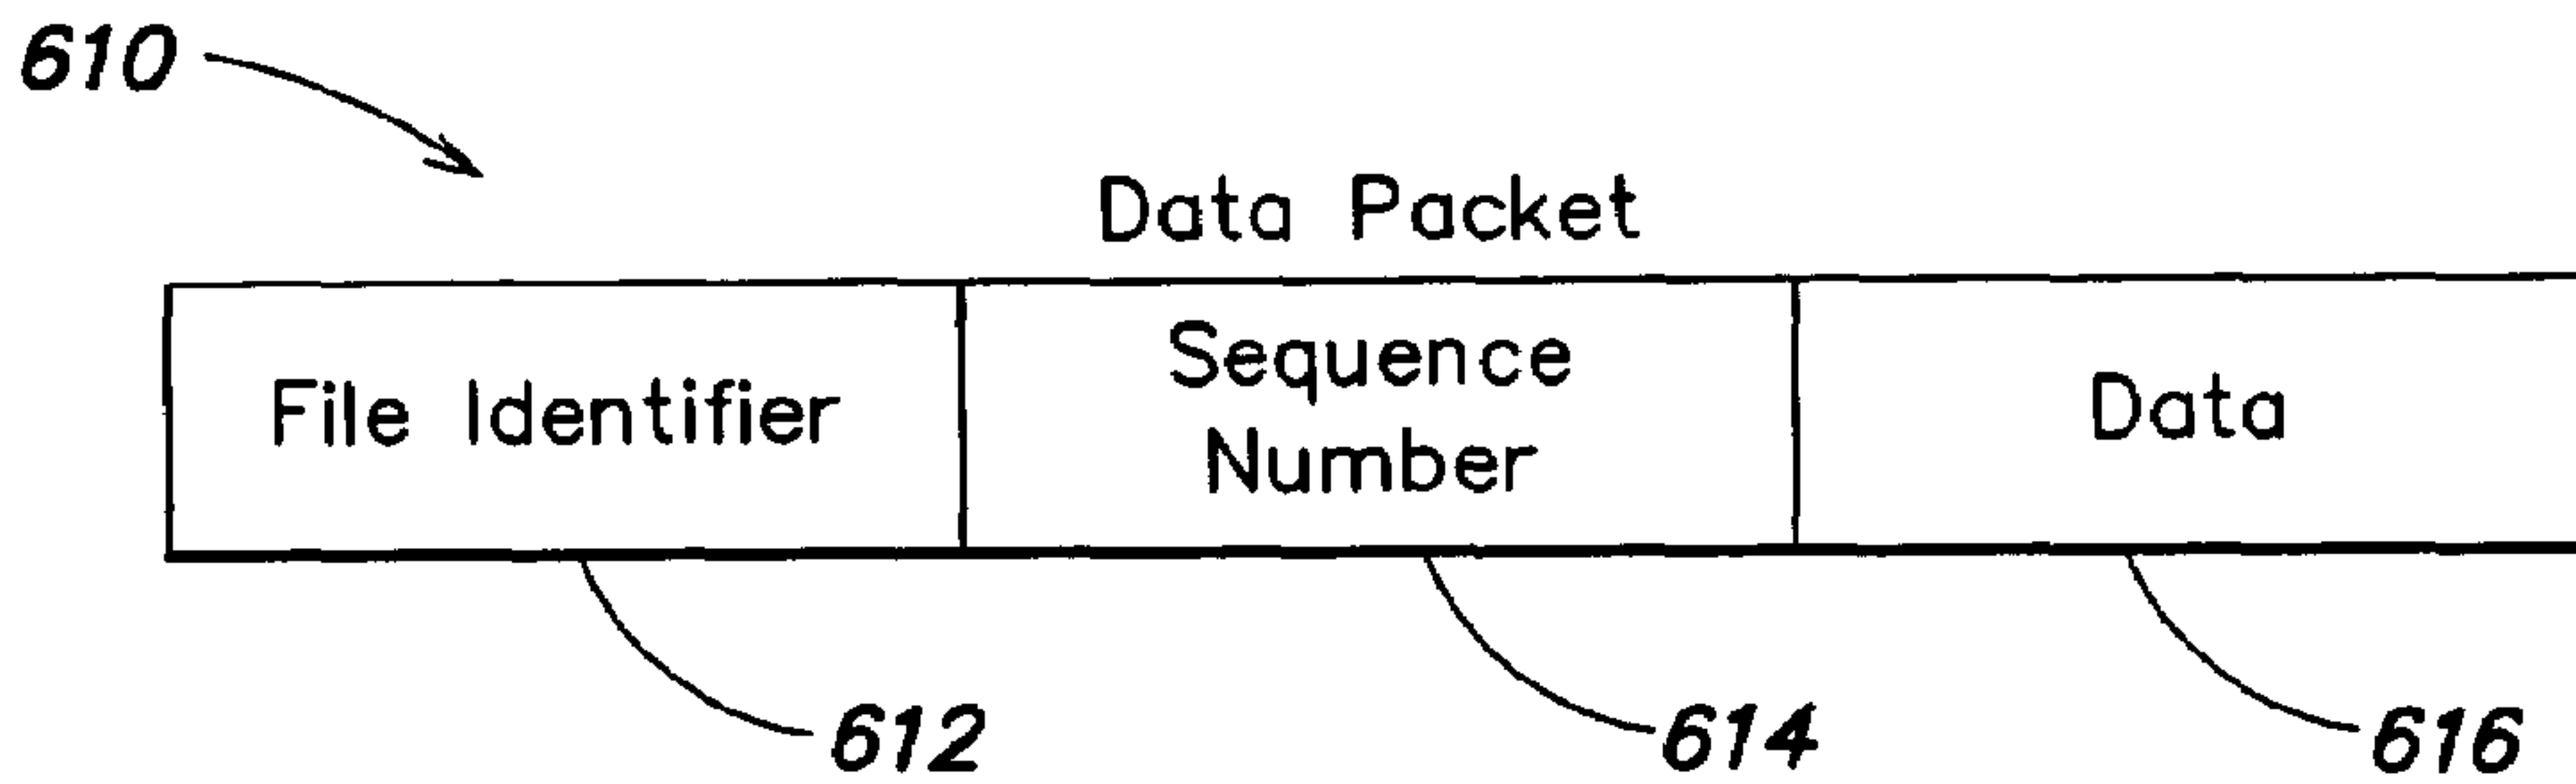 610
Data Packet
File Identifier
Sequence
Number
Data
612
614
616